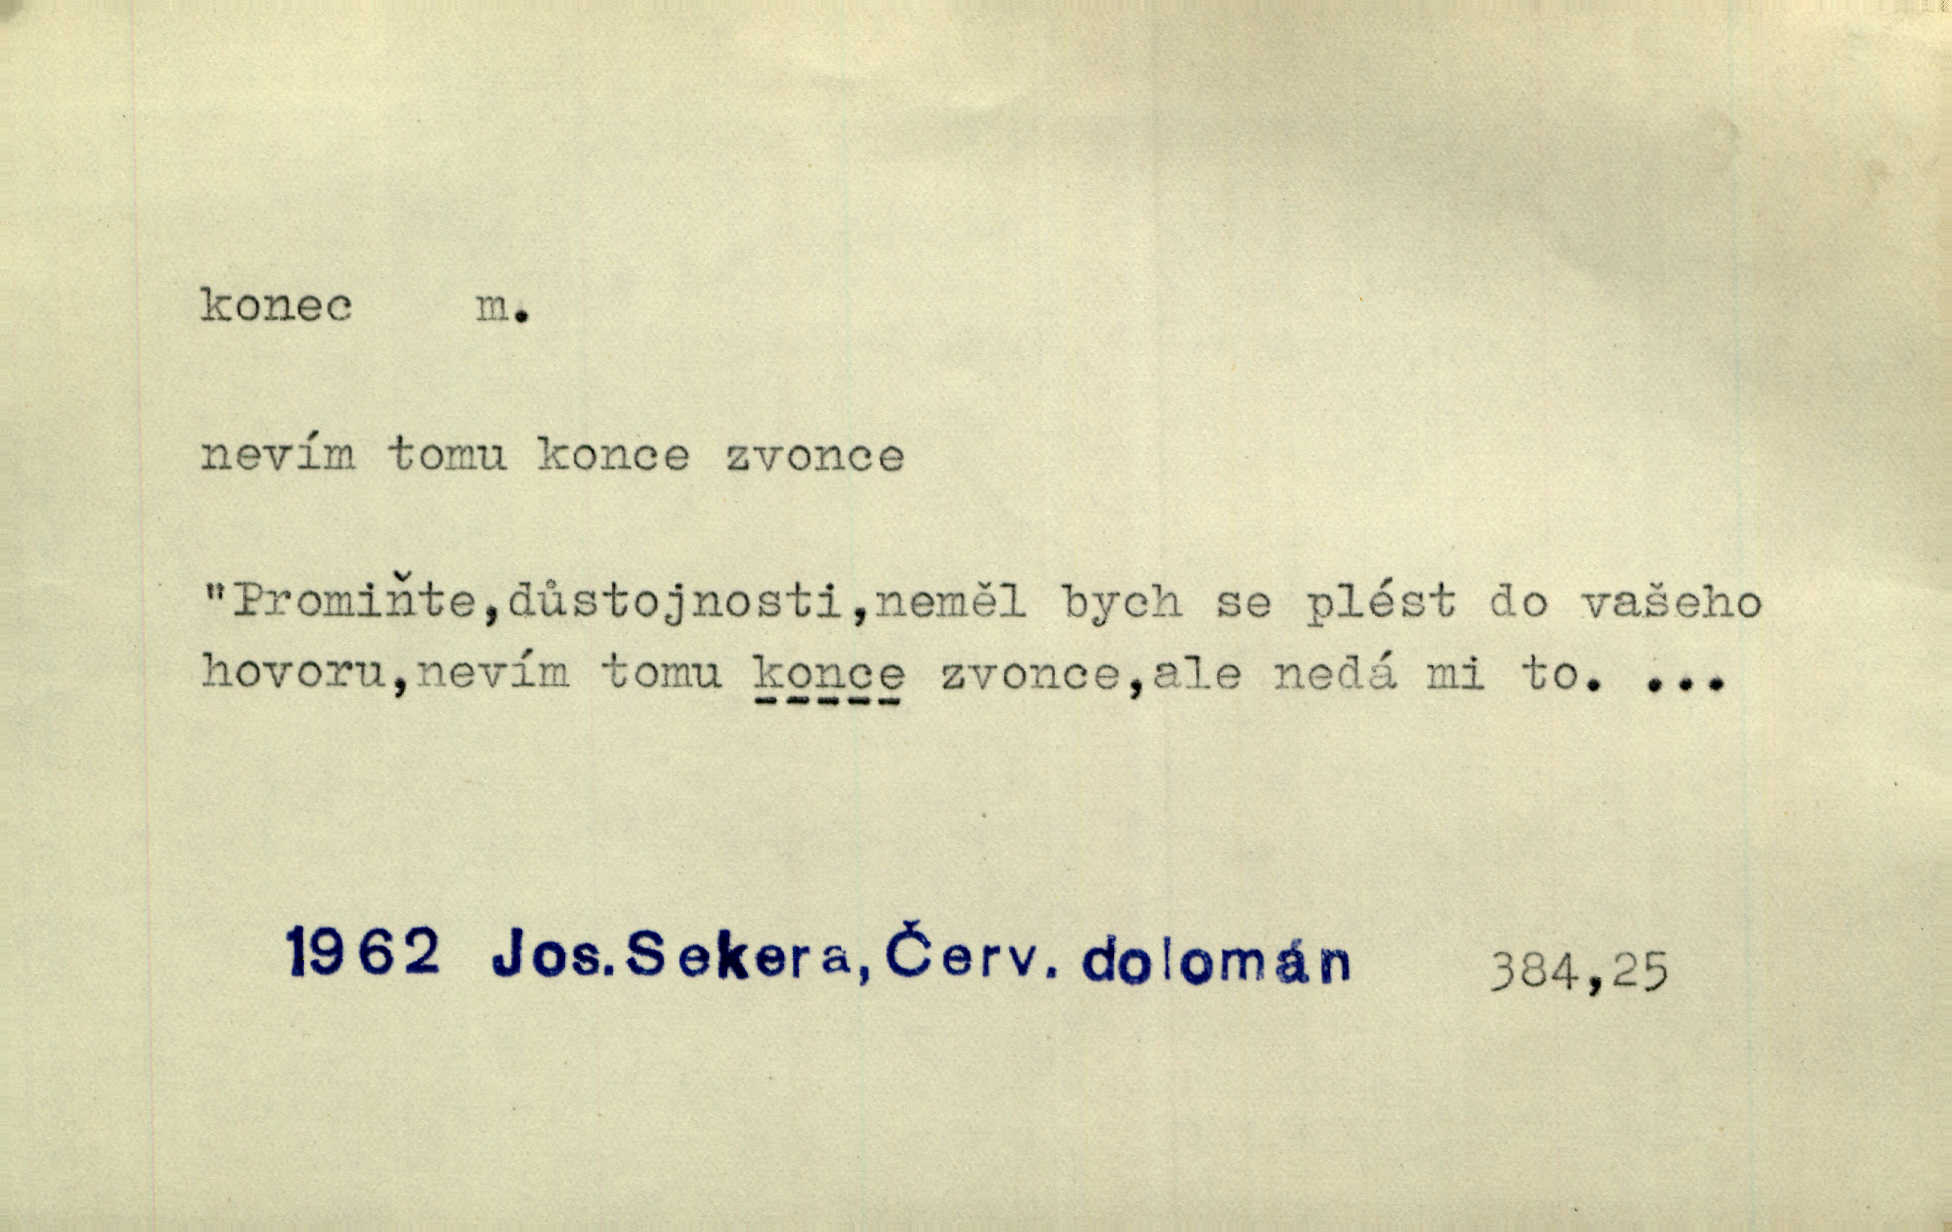 konec m.
nevím tomu konce zvonce
"Promiňte,důstojnosti,neměl bych se plést do vašeho
hovoru,nevím tomu konce zvonce,ale nedá mi to. ...
1962 Jos.Sekera,Červ. dolomán 384,25